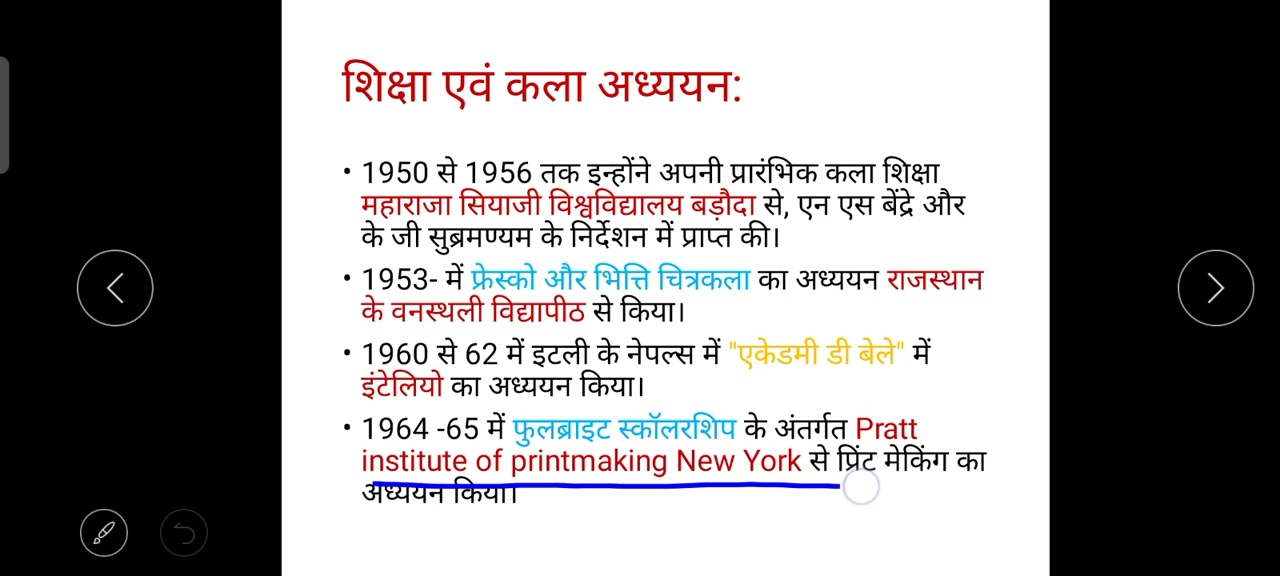 शिक्षा एवं कला अध्ययन:
• 1950 से 1956 तक इन्होंने अपनी प्रारंभिक कला शिक्षा
महाराजा सियाजी विश्वविद्यालय बड़ौदा से, एन एस बेंद्रे और
के जी सुब्रमण्यम के निर्देशन में प्राप्त की।
• 1953- में फ्रेस्को और भित्ति चित्रकला का अध्ययन राजस्थान
के वनस्थली विद्यापीठ से किया।
• 1960 से 62 में इटली के नेपल्स में "एकेडमी डी बेले" में
इंटेलियो का अध्ययन किया।
• 1964 -65 में फुलब्राइट स्कॉलरशिप के अंतर्गत Pratt
institute of printmaking New York से प्रिंट मेकिंग का
अध्ययन किया।